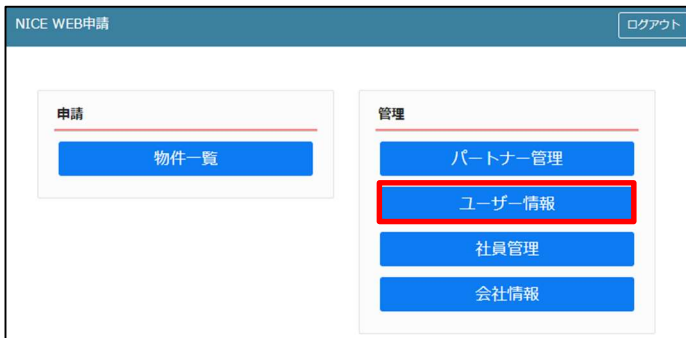 NICE WEB申請
ログアウト
申請
物件一覧
管理
パートナー管理
ユーザー情報
社員管理
会社情報